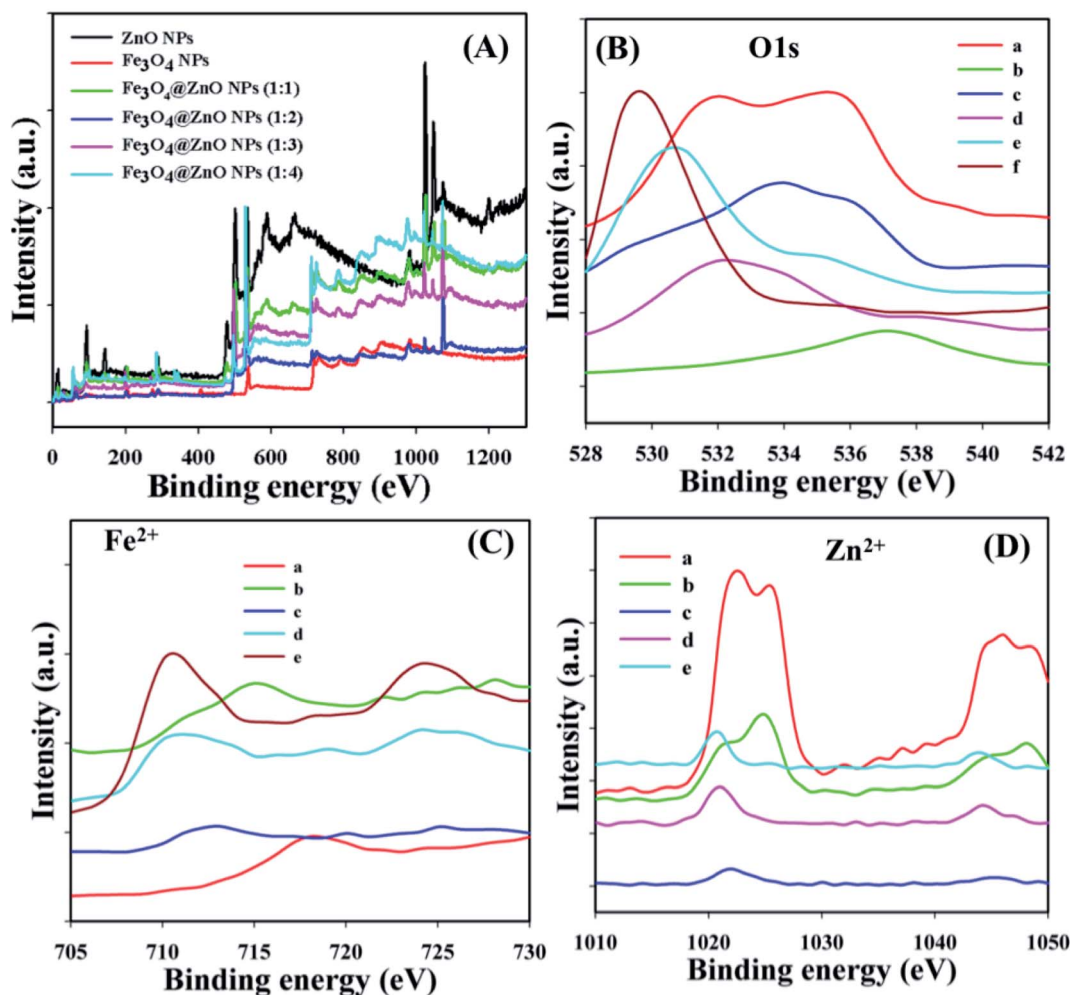 (A)
ZnO NPs
Fe₃O₄ NPs
Fe₃O₄@ZnO NPs (1:1)
Fe₃O₄@ZnO NPs (1:2)
Fe₃O₄@ZnO NPs (1:3)
Fe₃O₄@ZnO NPs (1:4)
Intensity (a.u.)
0 200 400 600 800 1000 1200
Binding energy (eV)
(B) O1s
a
b
c
d
e
f
Intensity (a.u.)
528 530 532 534 536 538 540 542
Binding energy (eV)
Fe²⁺ (C)
a
b
c
d
e
Intensity (a.u.)
705 710 715 720 725 730
Binding energy (eV)
Zn²⁺ (D)
a
b
c
d
e
Intensity (a.u.)
1010 1020 1030 1040 1050
Binding energy (eV)